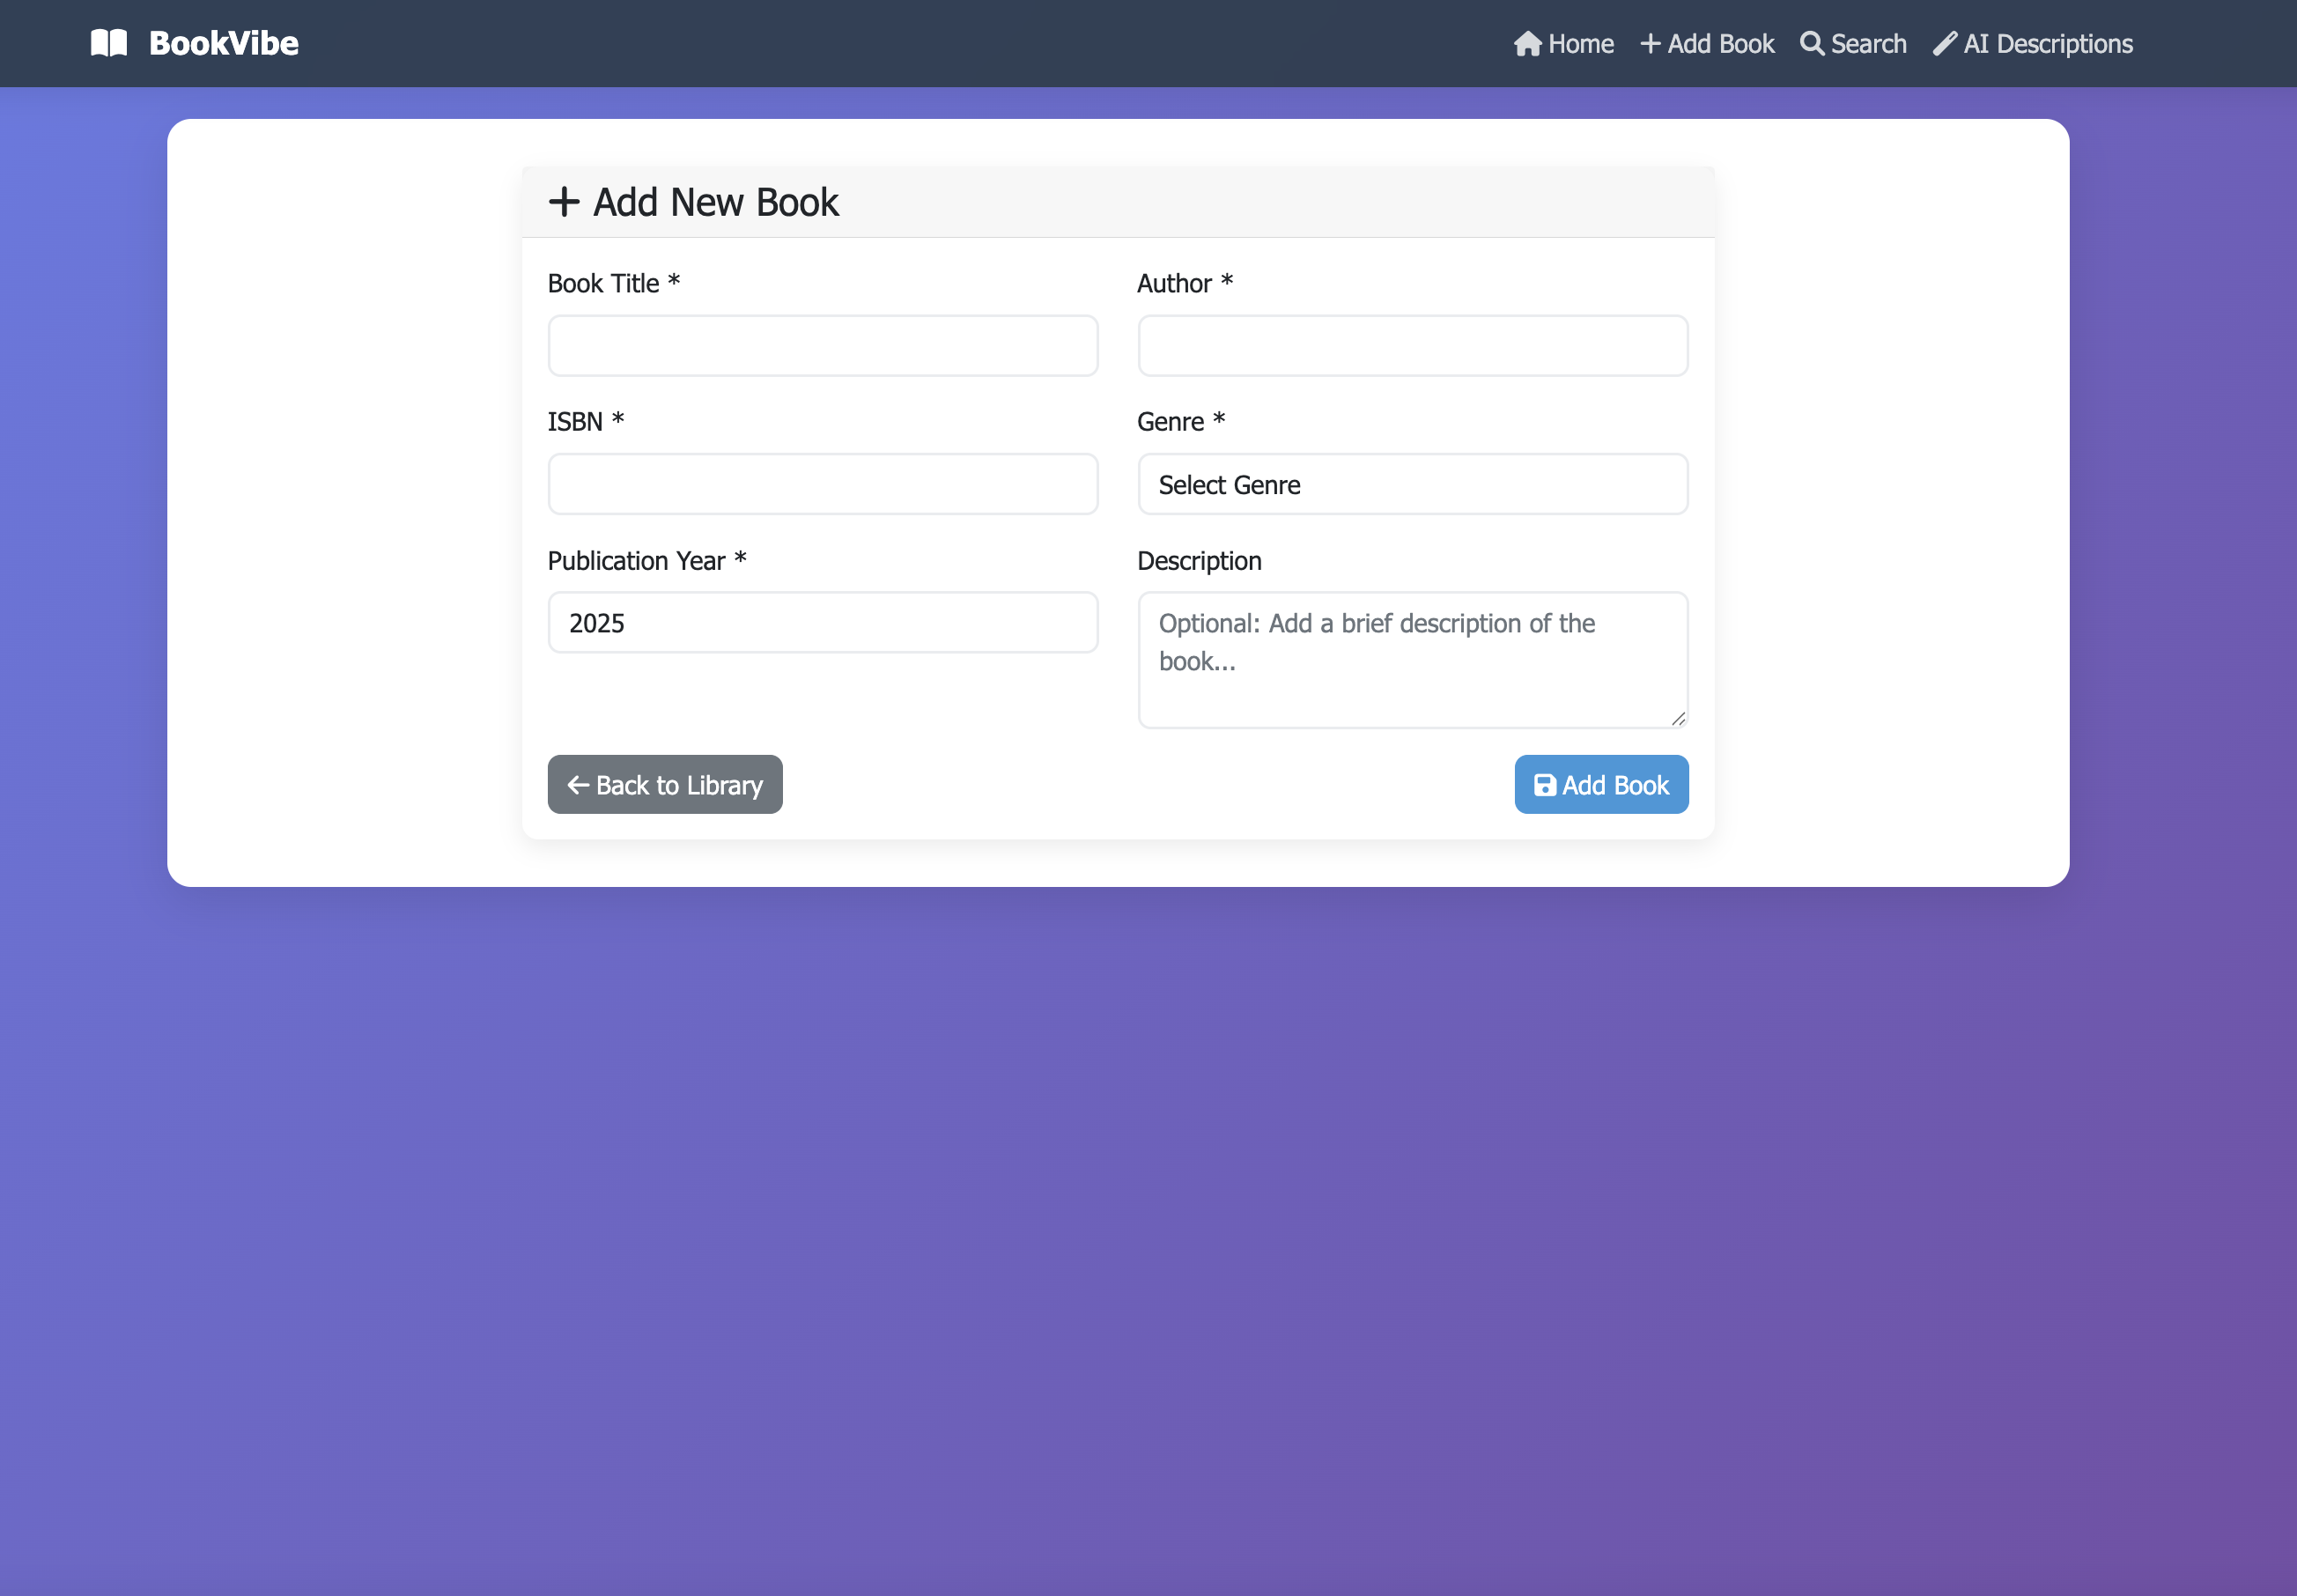 BookVibe
Home
Add Book
Search
AI Descriptions
Add New Book
Book Title *
Author *
ISBN *
Genre *
Select Genre
Publication Year *
Description
2025
Optional: Add a brief description of the
book...
Back to Library
Add Book